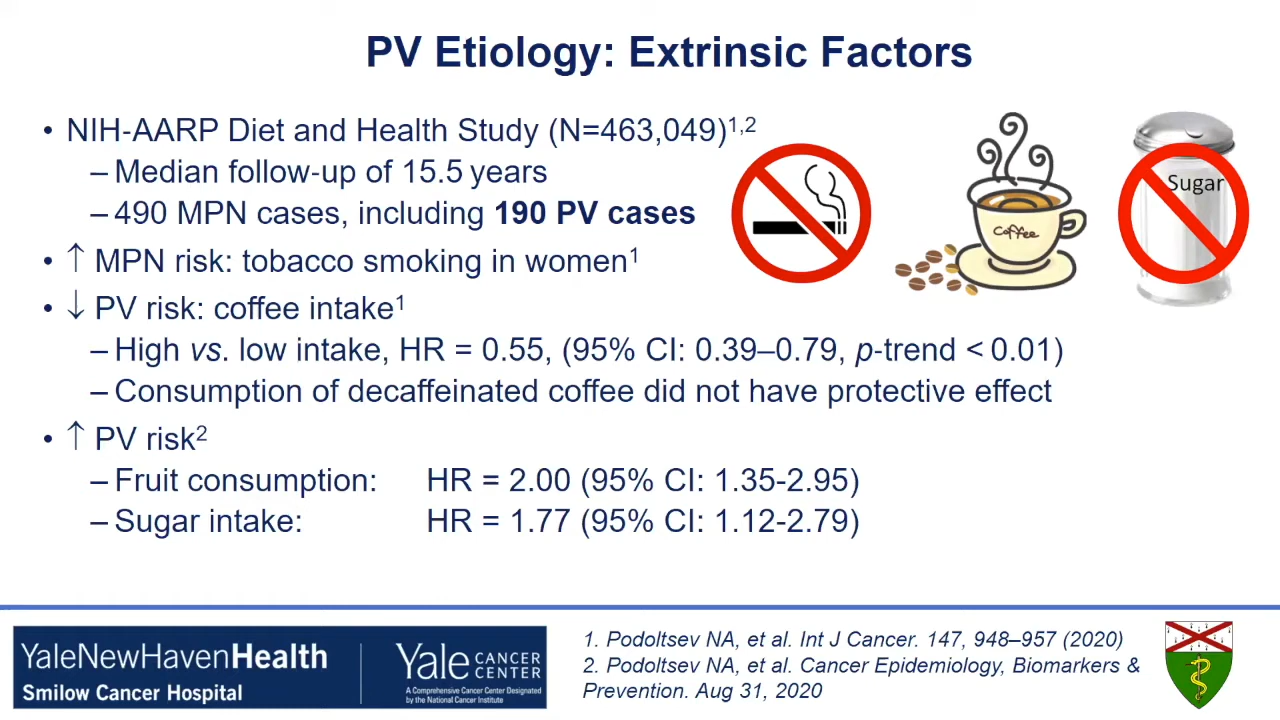 PV Etiology: Extrinsic Factors
• NIH-AARP Diet and Health Study (N=463,049)1,2
– Median follow-up of 15.5 years
– 490 MPN cases, including 190 PV cases
• ↑ MPN risk: tobacco smoking in women1
• ↓ PV risk: coffee intake1
– High vs. low intake, HR = 0.55, (95% CI: 0.39–0.79, p-trend < 0.01)
– Consumption of decaffeinated coffee did not have protective effect
• ↑ PV risk2
– Fruit consumption: HR = 2.00 (95% CI: 1.35-2.95)
– Sugar intake: HR = 1.77 (95% CI: 1.12-2.79)
Coffee
Sugar
YaleNewHavenHealth
Smilow Cancer Hospital
Yale CANCER
CENTER
A Comprehensive Cancer Center Designated
by the National Cancer Institute
1. Podoltsev NA, et al. Int J Cancer. 147, 948–957 (2020)
2. Podoltsev NA, et al. Cancer Epidemiology, Biomarkers &
Prevention. Aug 31, 2020